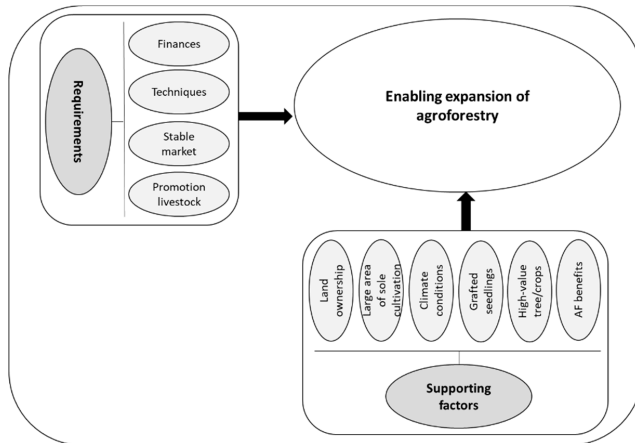 Requirements
Finances
Techniques
Stable
market
Promotion
livestock
Enabling expansion of
agroforestry
Land
ownership
Large area
of sole
cultivation
Climate
conditions
Grafted
seedlings
High-value
tree/crops
AF benefits
Supporting
factors